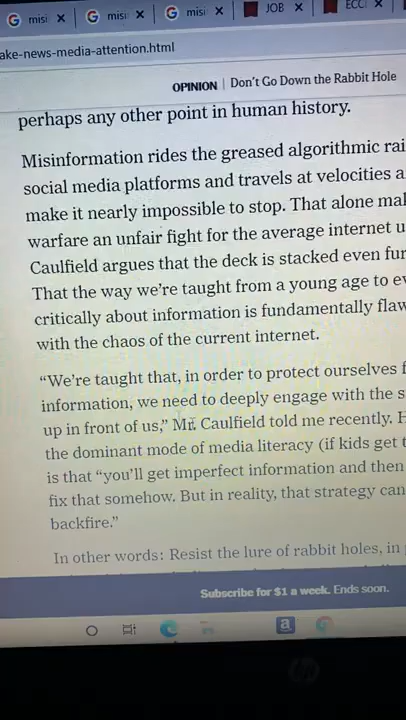 misi × misi × misi × JOB × ECC ×
ake-news-media-attention.html
OPINION | Don't Go Down the Rabbit Hole
perhaps any other point in human history.
Misinformation rides the greased algorithmic rai
social media platforms and travels at velocities a
make it nearly impossible to stop. That alone mal
warfare an unfair fight for the average internet u
Caulfield argues that the deck is stacked even fur
That the way we're taught from a young age to ev
critically about information is fundamentally flaw
with the chaos of the current internet.
“We're taught that, in order to protect ourselves f
information, we need to deeply engage with the s
up in front of us,” Mr. Caulfield told me recently. H
the dominant mode of media literacy (if kids get t
is that “you'll get imperfect information and then
fix that somehow. But in reality, that strategy can
backfire.”
In other words: Resist the lure of rabbit holes, in
Subscribe for $1 a week. Ends soon.
a
hp